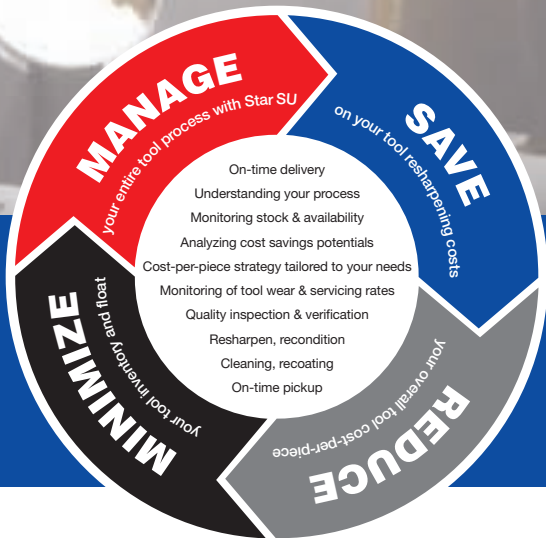 MANAGE
your entire tool process with Star SU
SAVE
on your tool resharpening costs
REDUCE
your overall tool cost-per-piece
MINIMIZE
your tool inventory and float
On-time delivery
Understanding your process
Monitoring stock & availability
Analyzing cost savings potentials
Cost-per-piece strategy tailored to your needs
Monitoring of tool wear & servicing rates
Quality inspection & verification
Resharpen, recondition
Cleaning, recoating
On-time pickup